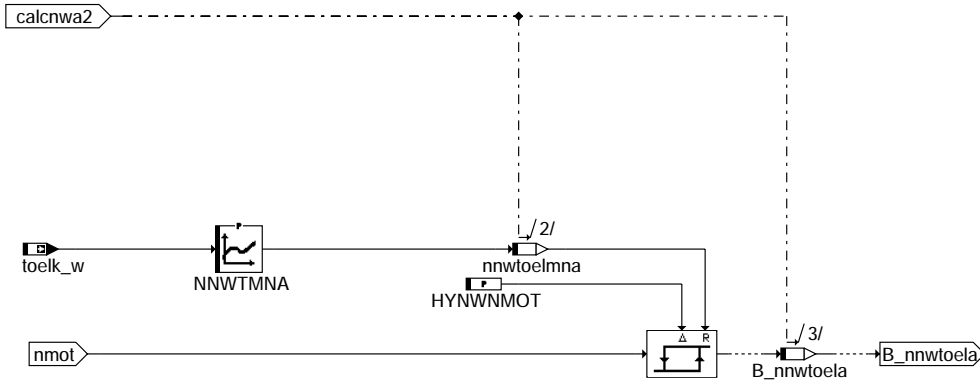 calcnwa2
2/
P
toelk_w
NNWTMNA
nnwtoelmna
P
HYNWNMOT
Δ R
3/
nmot
B_nnwtoela
B_nnwtoela